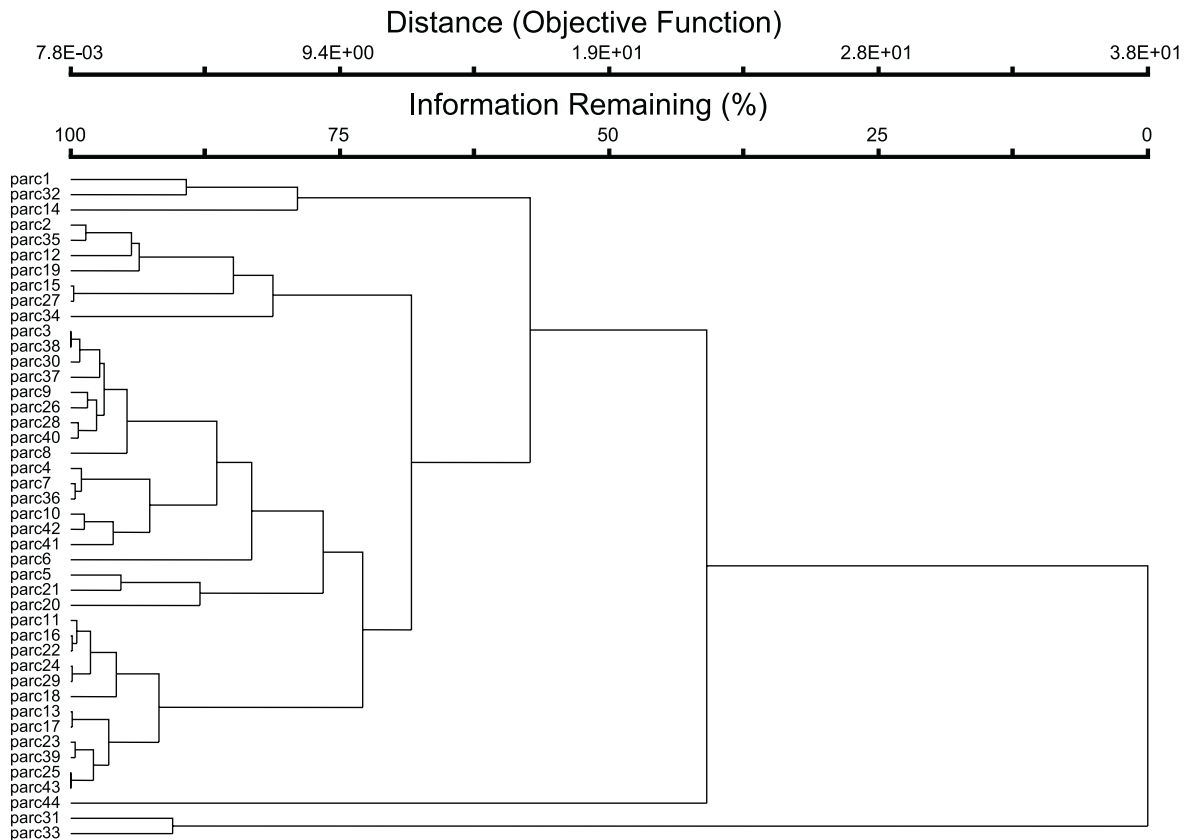 Distance (Objective Function)
7.8E-03 9.4E+00 1.9E+01 2.8E+01 3.8E+01
Information Remaining (%)
100 75 50 25 0
parc1
parc32
parc14
parc2
parc35
parc12
parc19
parc15
parc27
parc34
parc3
parc38
parc30
parc37
parc9
parc26
parc28
parc40
parc8
parc4
parc7
parc36
parc10
parc42
parc41
parc6
parc5
parc21
parc20
parc11
parc16
parc22
parc24
parc29
parc18
parc13
parc17
parc23
parc39
parc25
parc43
parc44
parc31
parc33